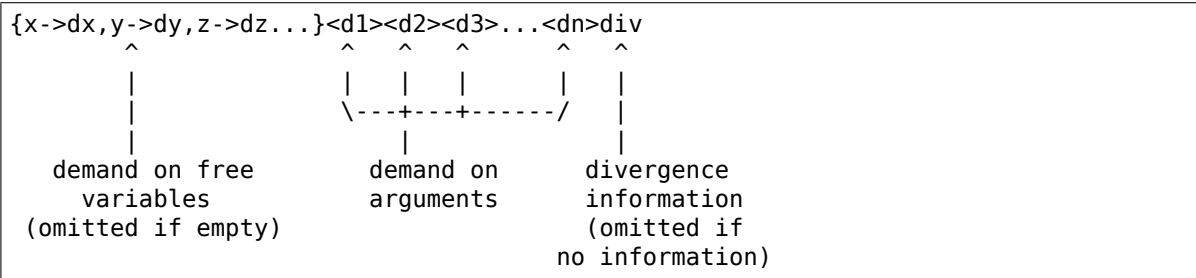 {x->dx,y->dy,z->dz...}<d1><d2><d3>...<dn>div
        ^              ^   ^   ^      ^   ^
        |              |   |   |      |   |
        |              \---+---+------/   |
        |                  |              |
   demand on free        demand on      divergence
     variables           arguments      information
 (omitted if empty)                     (omitted if
                                      no information)